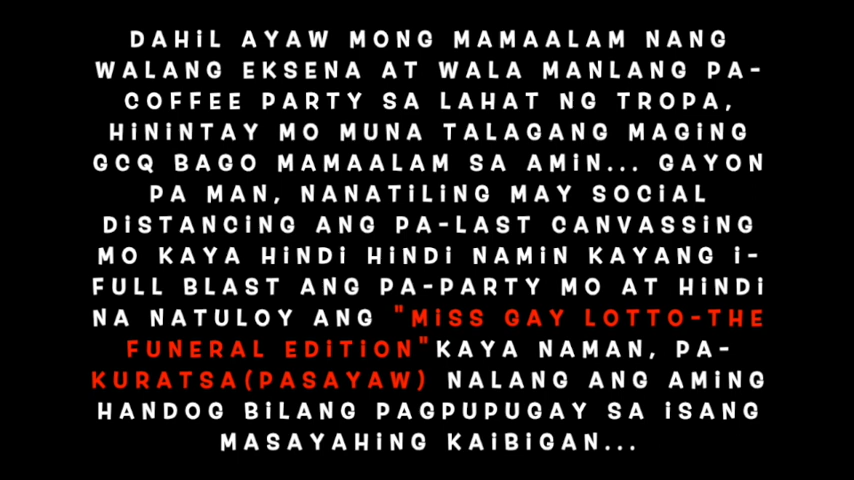 DAHiL AYAW MONG MAMAALAM NANG
WALANG EKSENA AT WALA MANLANG PA-
COFFEE PARTY SA LAHAT NG TROPA,
HiNiNTAY MO MUNA TALAGANG MAGiNG
GCQ BAGO MAMAALAM SA AMiN... GAYON
PA MAN, NANATiLiNG MAY SOCiAL
DiSTANCiNG ANG PA-LAST CANVASSiNG
MO KAYA HiNDi HiNDi NAMiN KAYANG i-
FULL BLAST ANG PA-PARTY MO AT HiNDi
NA NATULOY ANG "MiSS GAY LOTTO-THE
FUNERAL EDiTiON"KAYA NAMAN, PA-
KURATSA(PASAYAW) NALANG ANG AMiNG
HANDOG BiLANG PAGPUPUGAY SA iSANG
MASAYAHiNG KAiBiGAN...